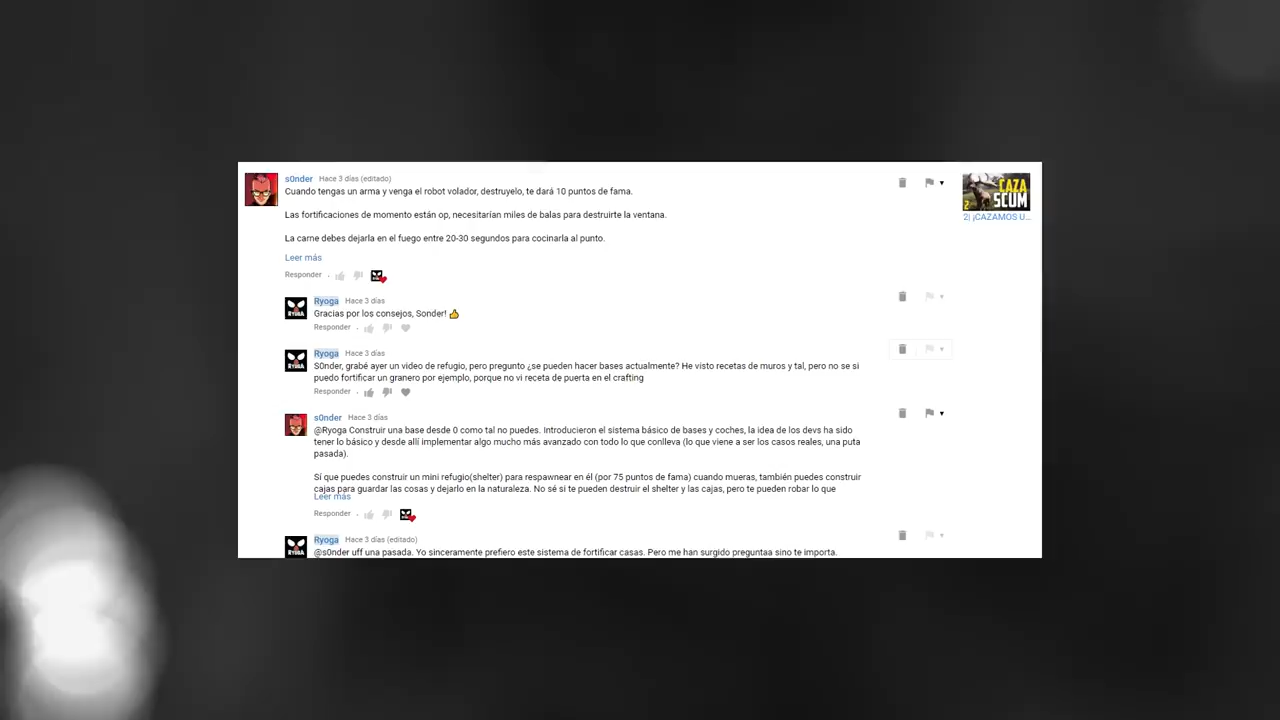 s0nder Hace 3 días (editado)
Cuando tengas un arma y venga el robot volador, destruyelo, te dará 10 puntos de fama.
Las fortificaciones de momento están op, necesitarían miles de balas para destruirte la ventana.
La carne debes dejarla en el fuego entre 20-30 segundos para cocinarla al punto.
Leer más
Responder
CAZA
SCUM
2
2| ¡CAZAMOS U...
Ryoga Hace 3 días
Gracias por los consejos, Sonder!
Responder
Ryoga Hace 3 días
S0nder, grabé ayer un video de refugio, pero pregunto ¿se pueden hacer bases actualmente? He visto recetas de muros y tal, pero no se si
puedo fortificar un granero por ejemplo, porque no vi receta de puerta en el crafting
Responder
s0nder Hace 3 días
@Ryoga Construir una base desde 0 como tal no puedes. Introducieron el sistema básico de bases y coches, la idea de los devs ha sido
tener lo básico y desde allí implementar algo mucho más avanzado con todo lo que conlleva (lo que viene a ser los casos reales, una puta
pasada).
Sí que puedes construir un mini refugio(shelter) para respawnear en él (por 75 puntos de fama) cuando mueras, también puedes construir
cajas para guardar las cosas y dejarlo en la naturaleza. No sé si te pueden destruir el shelter y las cajas, pero te pueden robar lo que
Leer más
Responder
Ryoga Hace 3 días (editado)
@s0nder uff una pasada. Yo sinceramente prefiero este sistema de fortificar casas. Pero me han surgido preguntaa sino te importa.